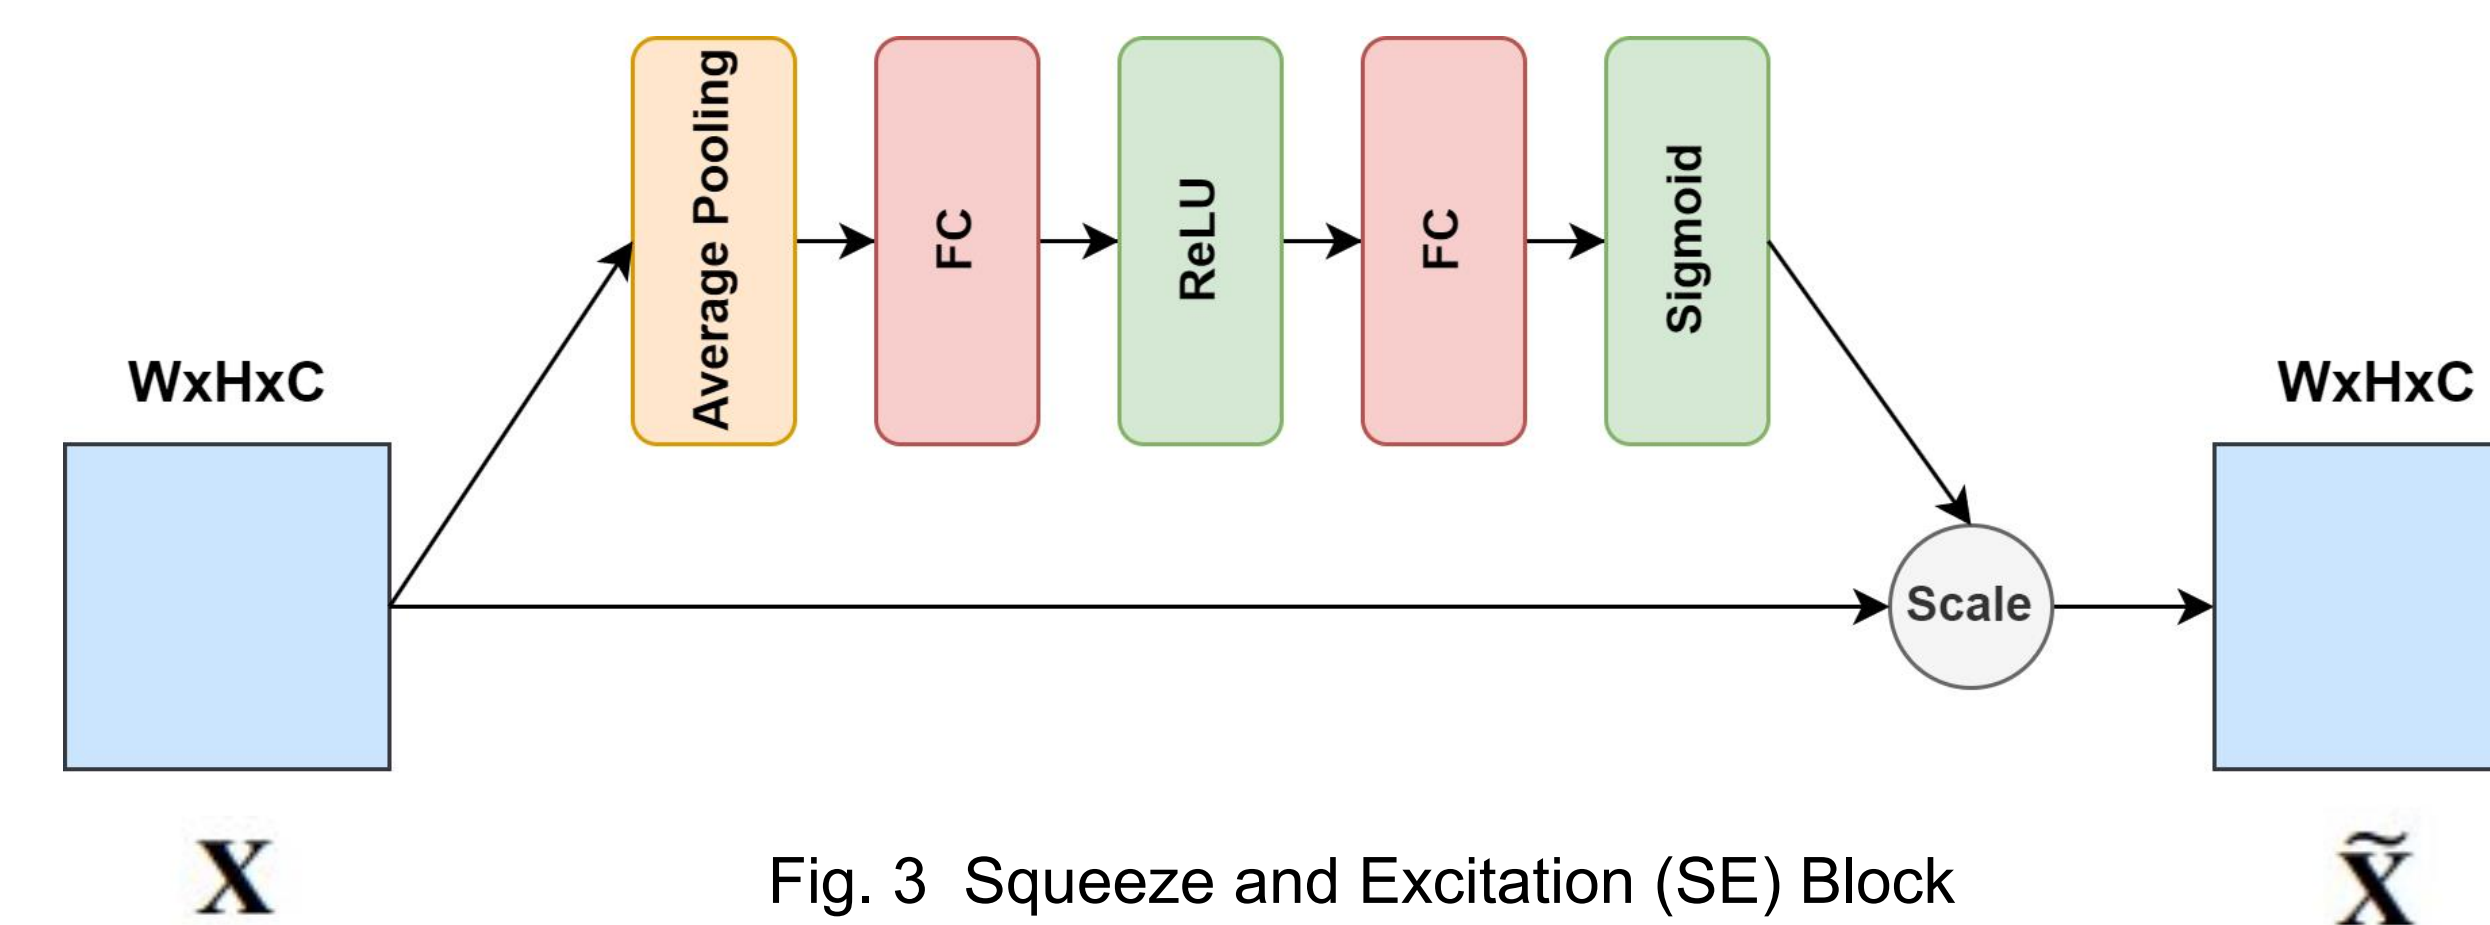 Average Pooling
FC
ReLU
FC
Sigmoid
WxHxC
WxHxC
Scale
X
X̃
Fig. 3 Squeeze and Excitation (SE) Block